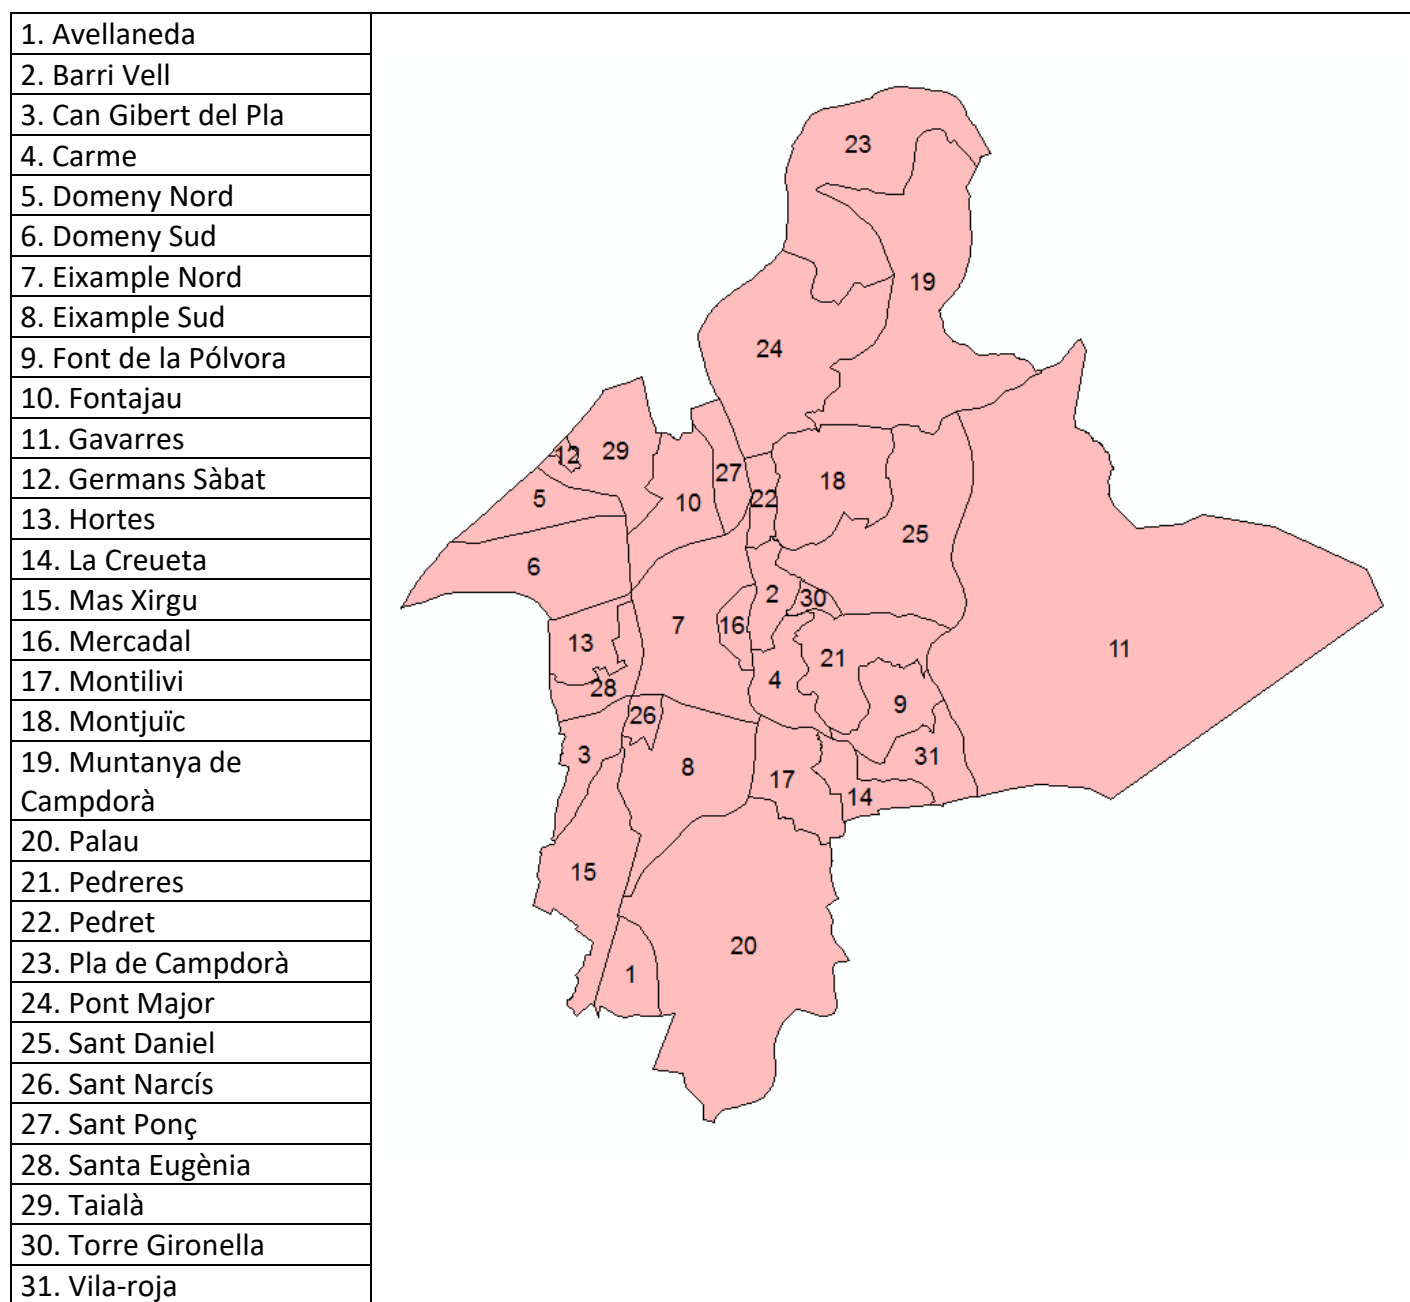 1. Avellaneda
2. Barri Vell
3. Can Gibert del Pla
4. Carme
5. Domeny Nord
6. Domeny Sud
7. Eixample Nord
8. Eixample Sud
9. Font de la Pólvora
10. Fontajau
11. Gavarres
12. Germans Sàbat
13. Hortes
14. La Creueta
15. Mas Xirgu
16. Mercadal
17. Montilivi
18. Montjuïc
19. Muntanya de
Campdorà
20. Palau
21. Pedreres
22. Pedret
23. Pla de Campdorà
24. Pont Major
25. Sant Daniel
26. Sant Narcís
27. Sant Ponç
28. Santa Eugènia
29. Taialà
30. Torre Gironella
31. Vila-roja
23
19
24
12
29
27
18
5
10
22
25
6
2
30
7
16
13
21
11
4
28
9
26
3
8
17
31
14
15
20
1